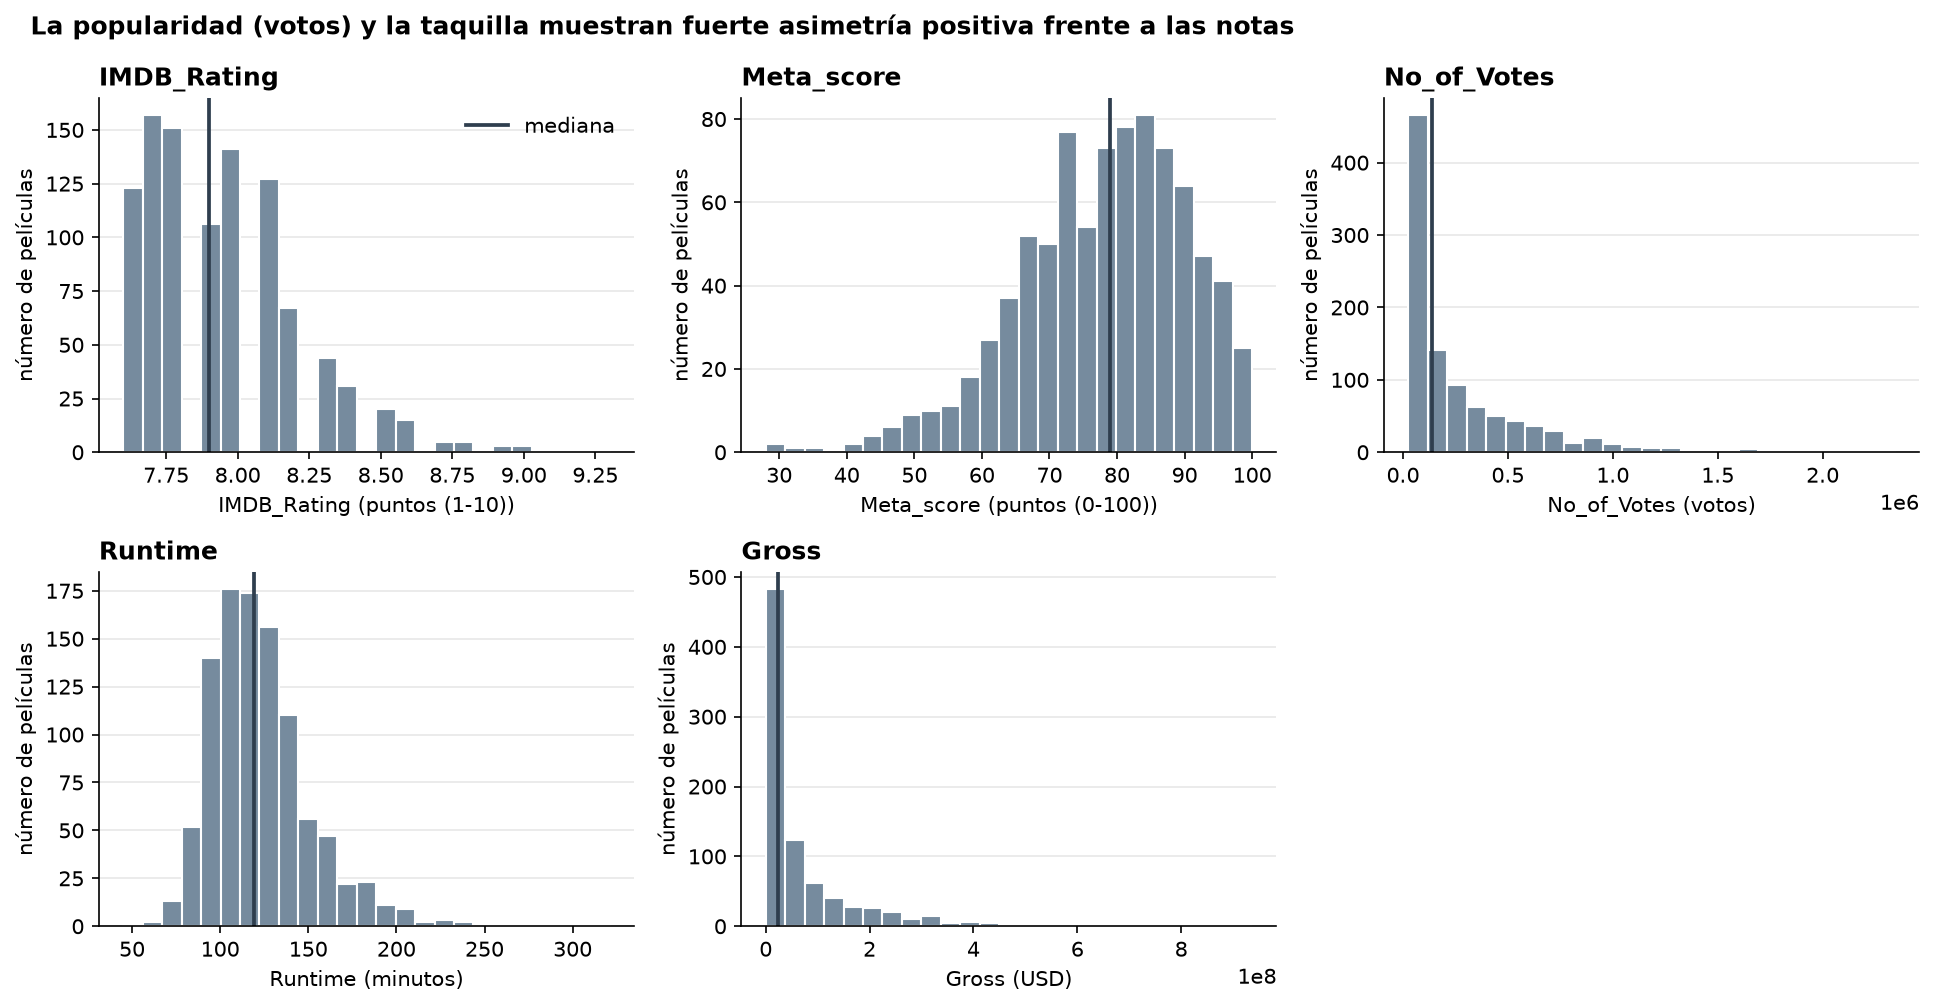 La popularidad (votos) y la taquilla muestran fuerte asimetría positiva frente a las notas
IMDB_Rating
mediana
número de películas
150
125
100
75
50
25
0
7.75 8.00 8.25 8.50 8.75 9.00 9.25
IMDB_Rating (puntos (1-10))
Meta_score
número de películas
80
60
40
20
0
30 40 50 60 70 80 90 100
Meta_score (puntos (0-100))
No_of_Votes
número de películas
400
300
200
100
0
0.0 0.5 1.0 1.5 2.0
1e6
No_of_Votes (votos)
Runtime
número de películas
175
150
125
100
75
50
25
0
50 100 150 200 250 300
Runtime (minutos)
Gross
número de películas
500
400
300
200
100
0
0 2 4 6 8
1e8
Gross (USD)